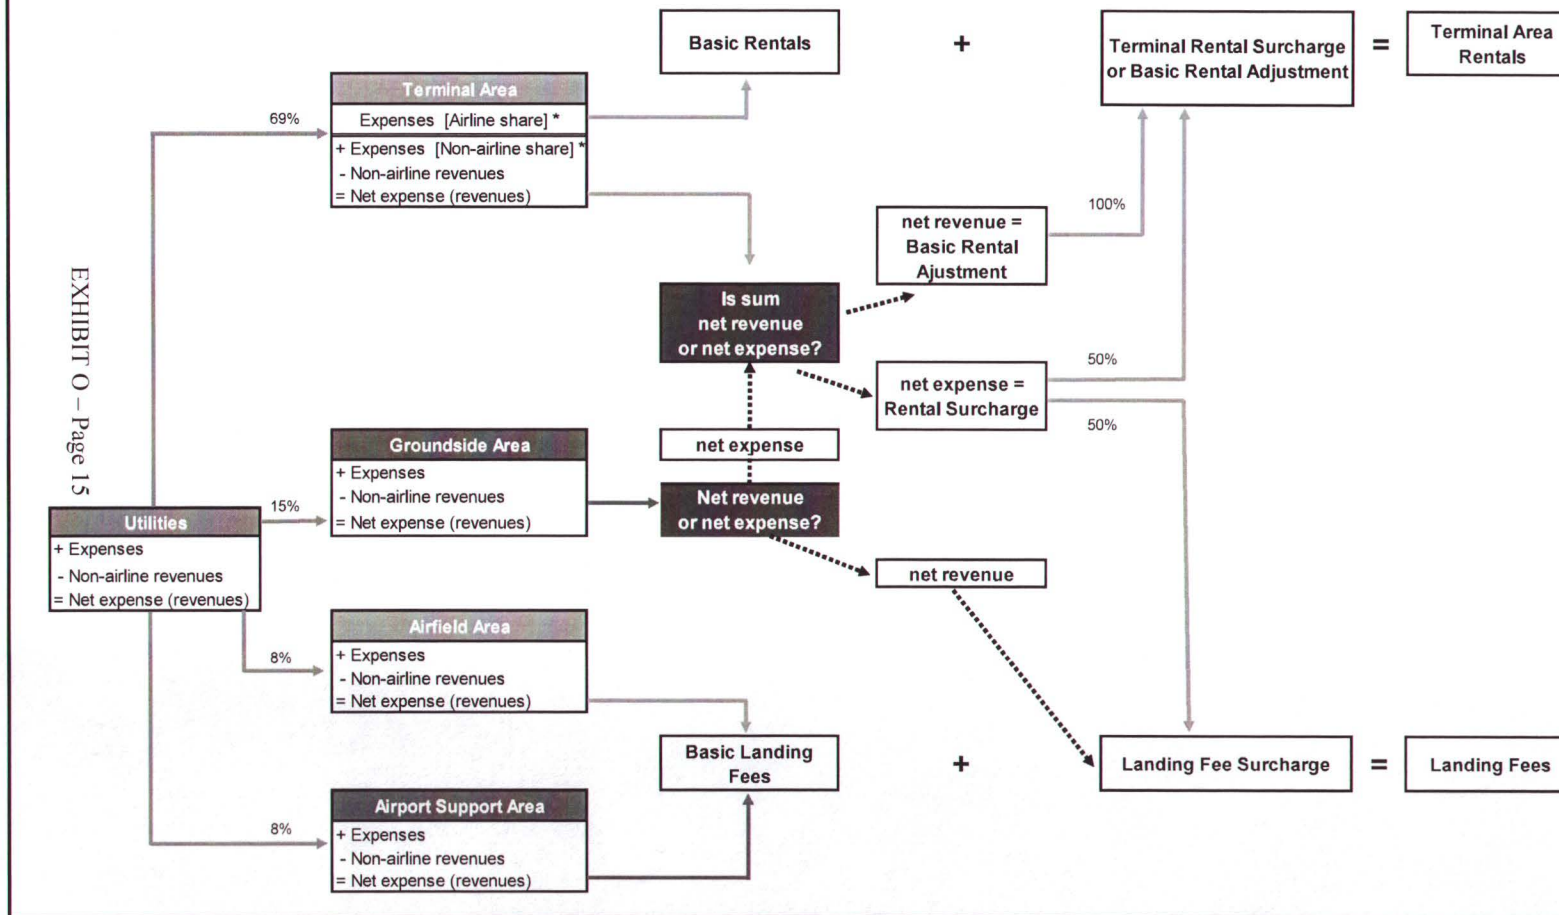 Basic Rentals
+
Terminal Rental Surcharge
or Basic Rental Adjustment
=
Terminal Area
Rentals
Terminal Area
69%
Expenses [Airline share] *
+ Expenses [Non-airline share] *
- Non-airline revenues
= Net expense (revenues)
net revenue =
Basic Rental
Ajustment
100%
EXHIBIT O – Page 15
Is sum
net revenue
or net expense?
net expense =
Rental Surcharge
50%
50%
Groundside Area
+ Expenses
- Non-airline revenues
= Net expense (revenues)
net expense
Net revenue
or net expense?
15%
Utilities
+ Expenses
- Non-airline revenues
= Net expense (revenues)
net revenue
Airfield Area
8%
+ Expenses
- Non-airline revenues
= Net expense (revenues)
Basic Landing
Fees
+
Landing Fee Surcharge
=
Landing Fees
Airport Support Area
8%
+ Expenses
- Non-airline revenues
= Net expense (revenues)